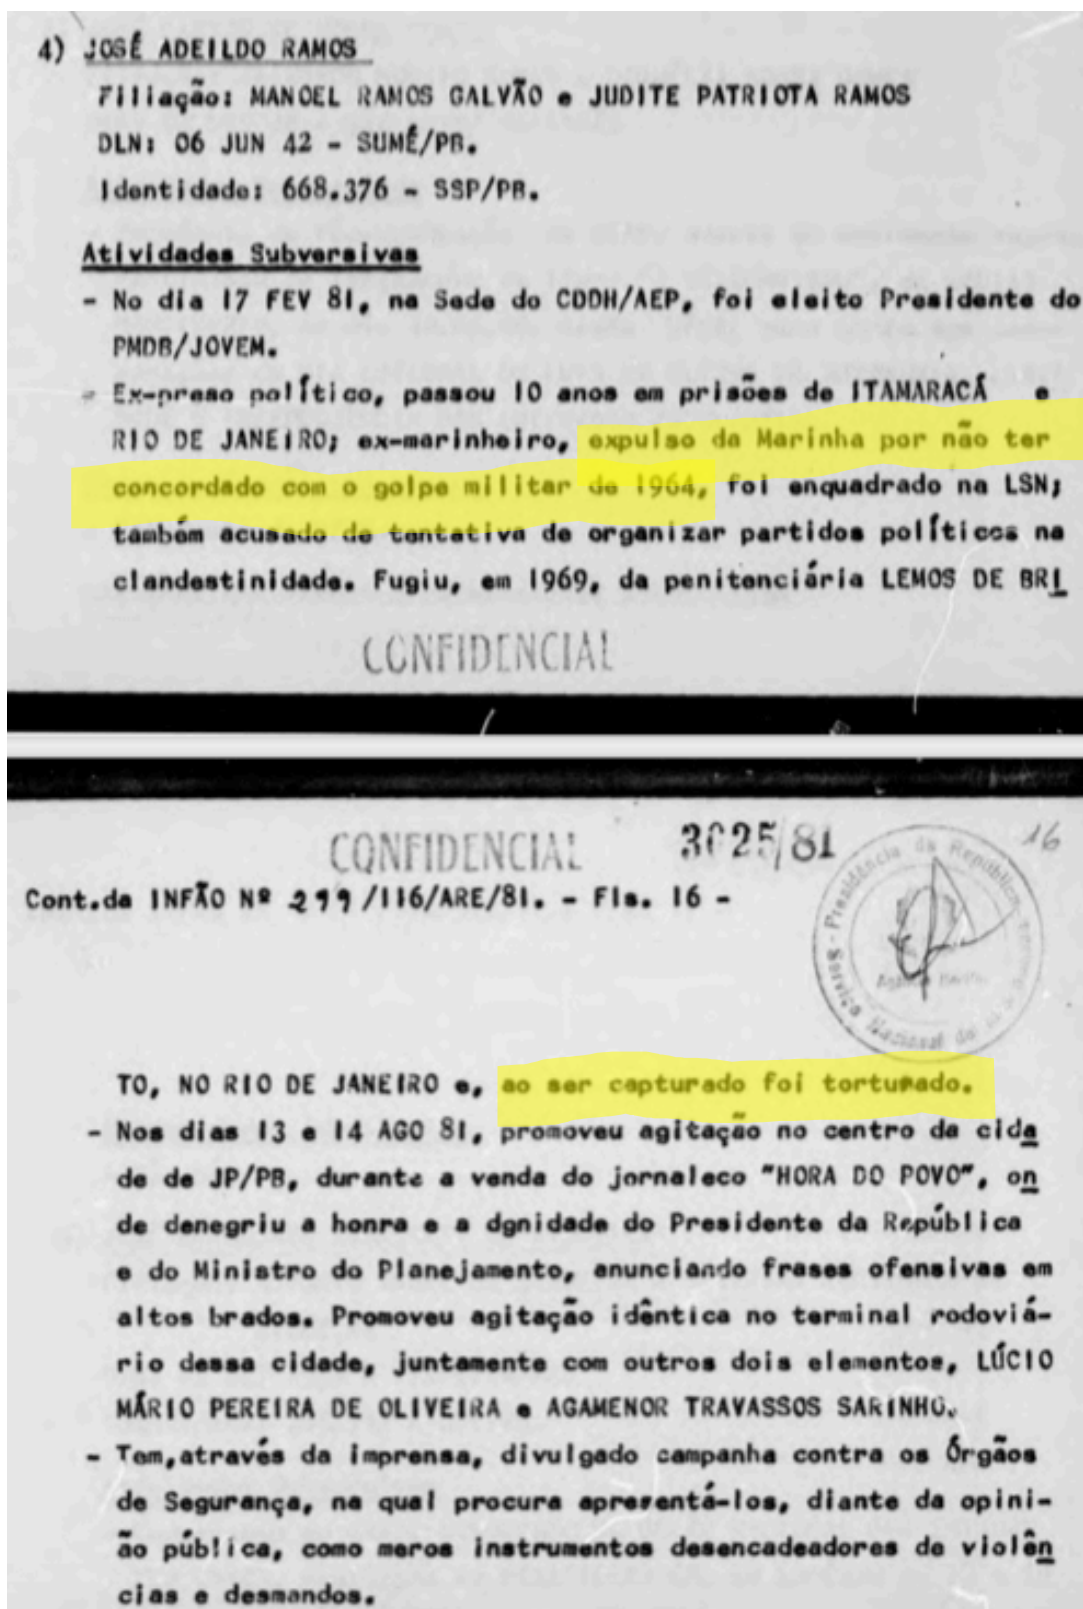 4) JOSÉ ADEILDO RAMOS
Filiação: MANOEL RAMOS GALVÃO e JUDITE PATRIOTA RAMOS
DLN: 06 JUN 42 - SUMÉ/PB.
Identidade: 668.376 - SSP/PB.
Atividades Subversivas
- No dia 17 FEV 81, na Sede do CDDH/AEP, foi eleito Presidente do
PMDB/JOVEM.
- Ex-preso político, passou 10 anos em prisões de ITAMARACÁ e
RIO DE JANEIRO; ex-marinheiro, expulso da Marinha por não ter
concordado com o golpe militar de 1964, foi enquadrado na LSN;
também acusado de tentativa de organizar partidos políticos na
clandestinidade. Fugiu, em 1969, da penitenciária LEMOS DE BRI
CONFIDENCIAL
CONFIDENCIAL 3025/81
16
Cont.da INFÃO Nº 299/116/ARE/81. - Fls. 16 -
Serviço Nacional de Presidência da República
TO, NO RIO DE JANEIRO e, ao ser capturado foi torturado.
- Nos dias 13 e 14 AGO 81, promoveu agitação no centro da cida
de de JP/PB, durante a venda do jornaleco "HORA DO POVO", on
de denegriu a honra e a dgnidade do Presidente da República
e do Ministro do Planejamento, anunciando frases ofensivas em
altos brados. Promoveu agitação idêntica no terminal rodoviá-
rio dessa cidade, juntamente com outros dois elementos, LÚCIO
MÁRIO PEREIRA DE OLIVEIRA e AGAMENOR TRAVASSOS SARINHO.
- Tem,através da imprensa, divulgado campanha contra os Órgãos
de Segurança, na qual procura apresentá-los, diante da opini-
ão pública, como meros instrumentos desencadeadores de violên
cias e desmandos.